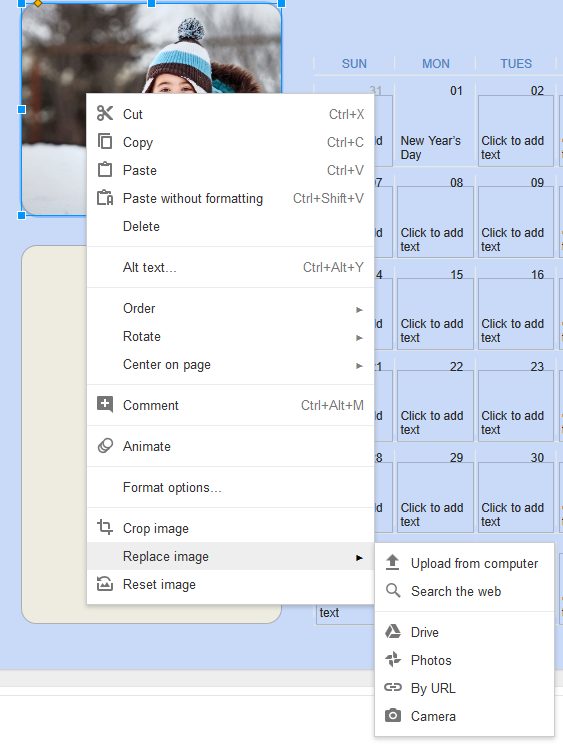 SUN MON TUES
31 01 02
Cut Ctrl+X
Copy Ctrl+C
New Year's Day
Click to add text
Paste Ctrl+V
Paste without formatting Ctrl+Shift+V
08 09
Delete
Click to add text
Click to add text
Alt text... Ctrl+Alt+Y
15 16
Order ►
Click to add text
Click to add text
Rotate ►
Center on page ►
22 23
Comment Ctrl+Alt+M
Click to add text
Click to add text
Animate
29 30
Format options...
Click to add text
Click to add text
Crop image
Replace image ►
Upload from computer
Reset image
Search the web
text
Drive
Photos
By URL
Camera